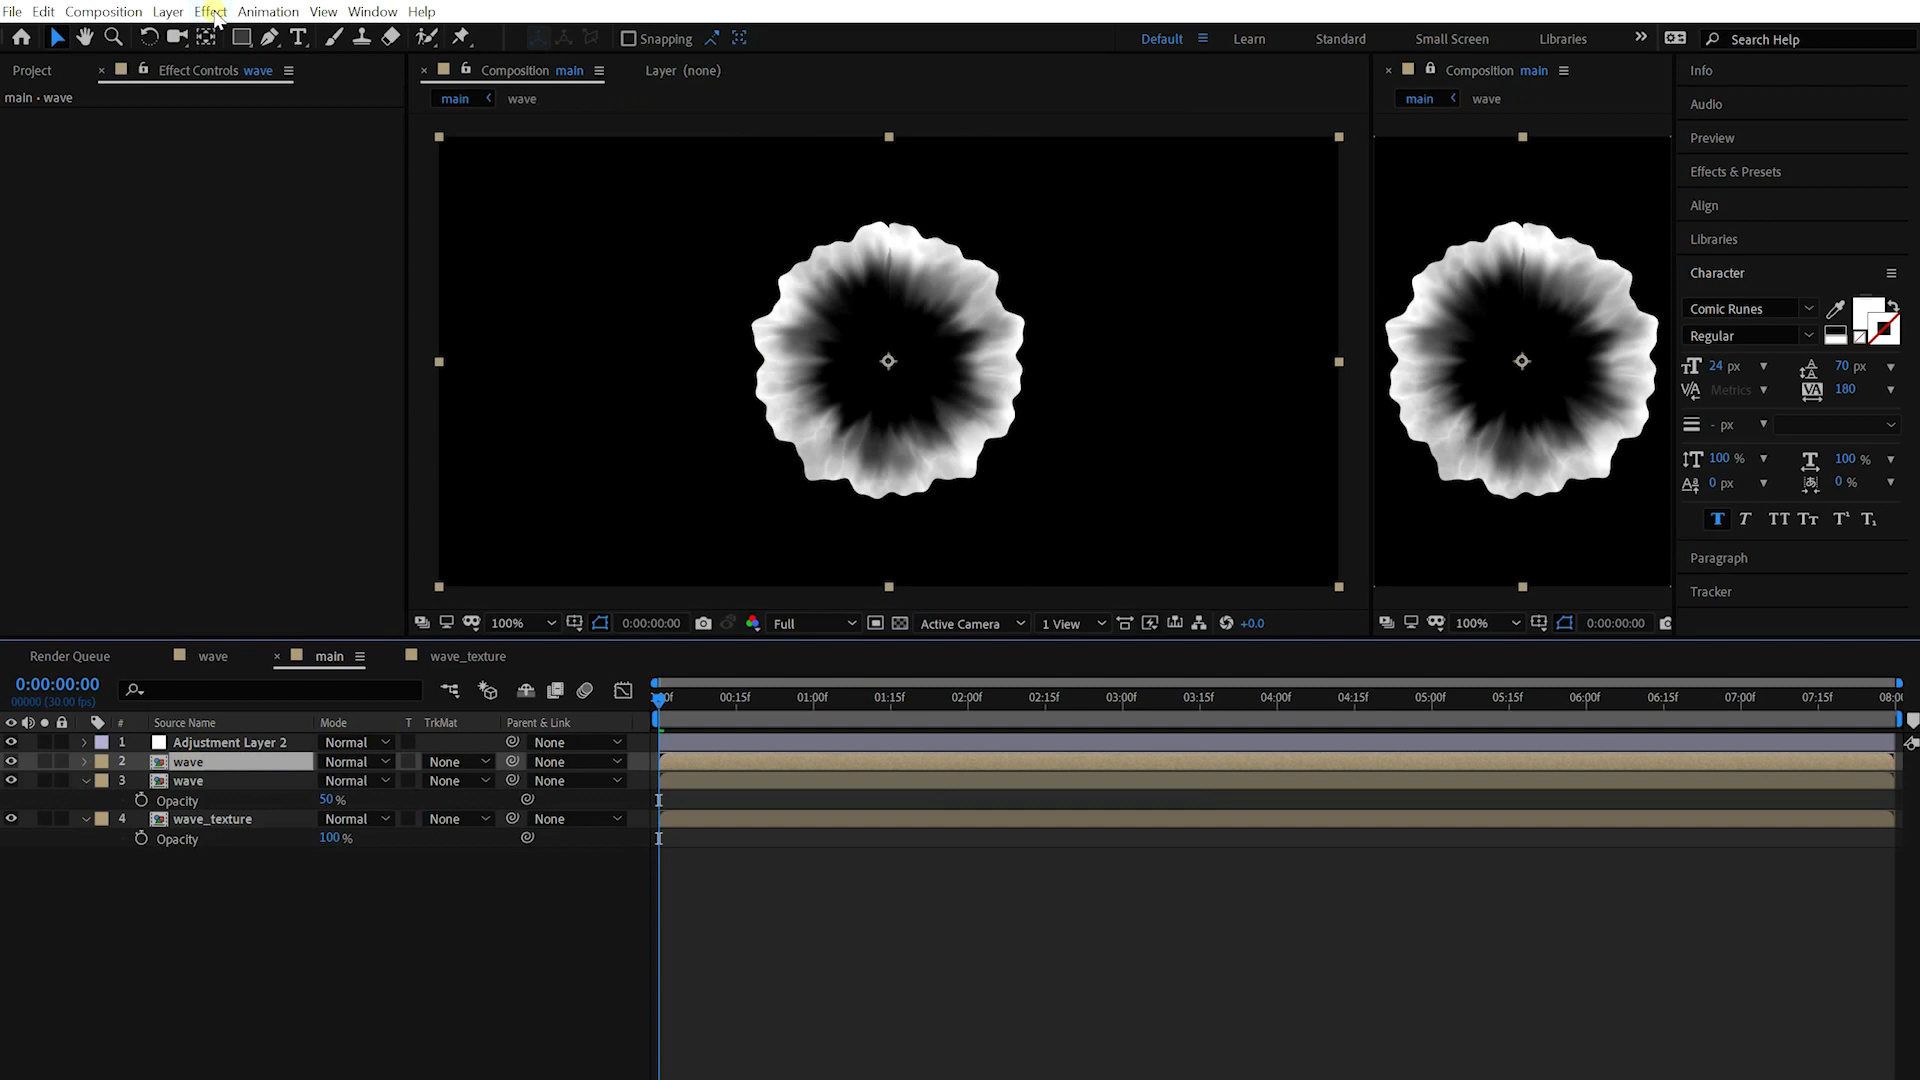 File Edit Composition Layer Effect Animation View Window Help
Snapping Default Learn Standard Small Screen Libraries Search Help
Project Effect Controls wave Composition main Layer (none) Composition main Info
main • wave main wave main wave
Audio
Preview
Effects & Presets
Align
Libraries
Character
Comic Runes
Regular
24 px 70 px
Metrics 180
- px
100 % 100 %
0 px 0 %
T T TT Tт T¹ T₁
Paragraph
Tracker
100% 0:00:00:00 Full Active Camera 1 View +0.0 100% 0:00:00:00
Render Queue wave main wave_texture
0:00:00:00
00000 (30.00 fps)
:00f 00:15f 01:00f 01:15f 02:00f 02:15f 03:00f 03:15f 04:00f 04:15f 05:00f 05:15f 06:00f 06:15f 07:00f 07:15f 08:00
# Source Name Mode T TrkMat Parent & Link
1 Adjustment Layer 2 Normal None
2 wave Normal None None
3 wave Normal None None
Opacity 50 %
4 wave_texture Normal None None
Opacity 100 %